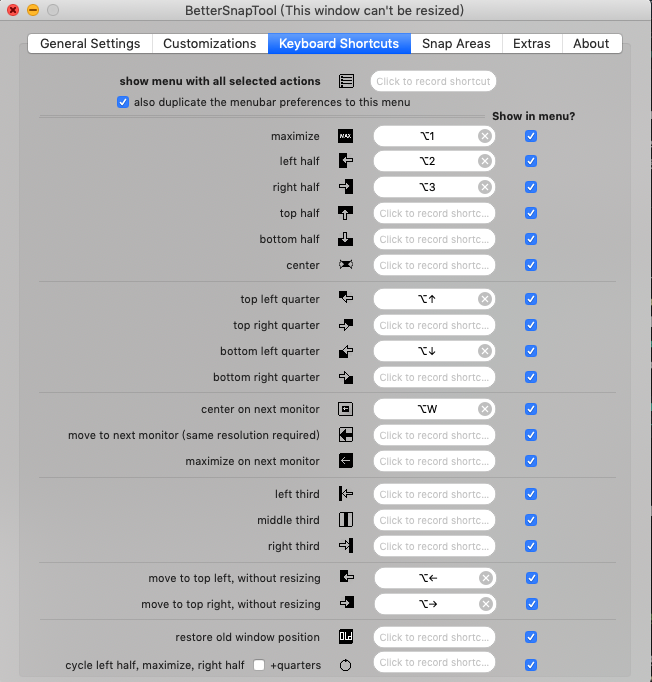 BetterSnapTool (This window can't be resized)
General Settings Customizations Keyboard Shortcuts Snap Areas Extras About
show menu with all selected actions Click to record shortcut
also duplicate the menubar preferences to this menu
Show in menu?
maximize MAX ⌥1
left half ⌥2
right half ⌥3
top half Click to record shortc...
bottom half Click to record shortc...
center Click to record shortc...
top left quarter ⌥↑
top right quarter Click to record shortc...
bottom left quarter ⌥↓
bottom right quarter Click to record shortc...
center on next monitor ⌥W
move to next monitor (same resolution required) Click to record shortc...
maximize on next monitor Click to record shortc...
left third Click to record shortc...
middle third Click to record shortc...
right third Click to record shortc...
move to top left, without resizing ⌥←
move to top right, without resizing ⌥→
restore old window position OLD Click to record shortc...
cycle left half, maximize, right half +quarters Click to record shortc...